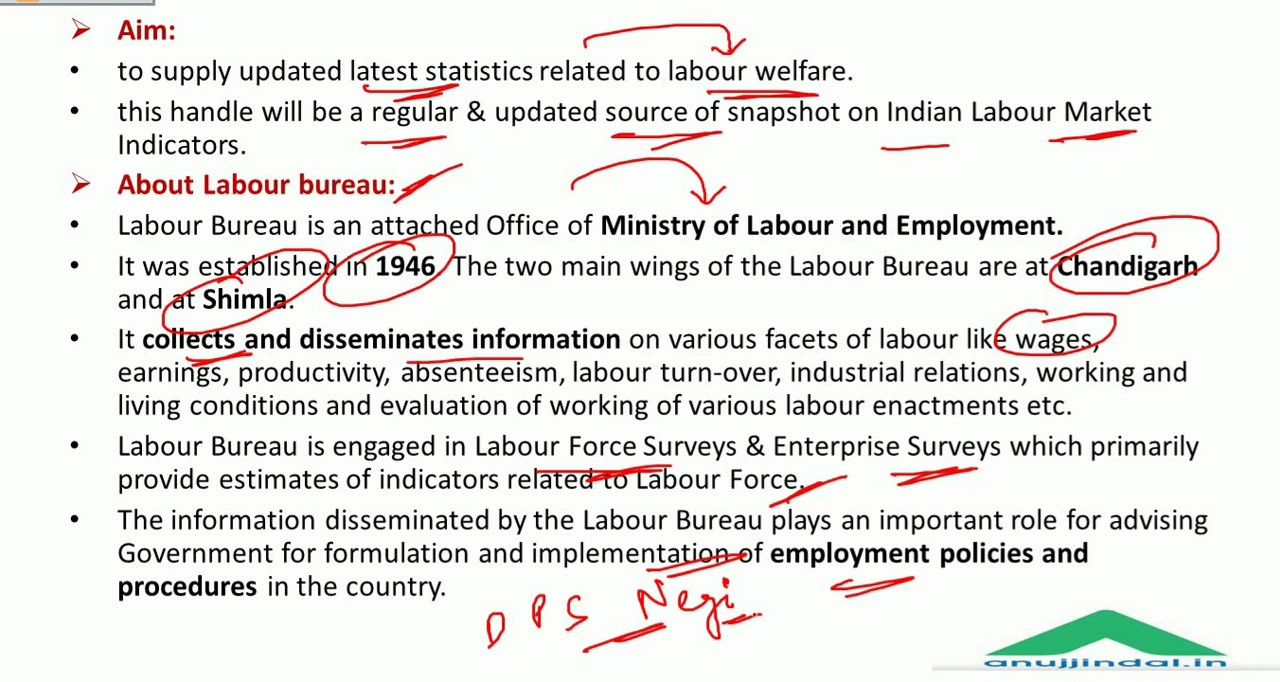 Aim:
to supply updated latest statistics related to labour welfare.
this handle will be a regular & updated source of snapshot on Indian Labour Market
Indicators.
About Labour bureau:
Labour Bureau is an attached Office of Ministry of Labour and Employment.
It was established in 1946. The two main wings of the Labour Bureau are at Chandigarh
and at Shimla.
It collects and disseminates information on various facets of labour like wages,
earnings, productivity, absenteeism, labour turn-over, industrial relations, working and
living conditions and evaluation of working of various labour enactments etc.
Labour Bureau is engaged in Labour Force Surveys & Enterprise Surveys which primarily
provide estimates of indicators related to Labour Force.
The information disseminated by the Labour Bureau plays an important role for advising
Government for formulation and implementation of employment policies and
procedures in the country.
DPS Negi
anujjindal.in